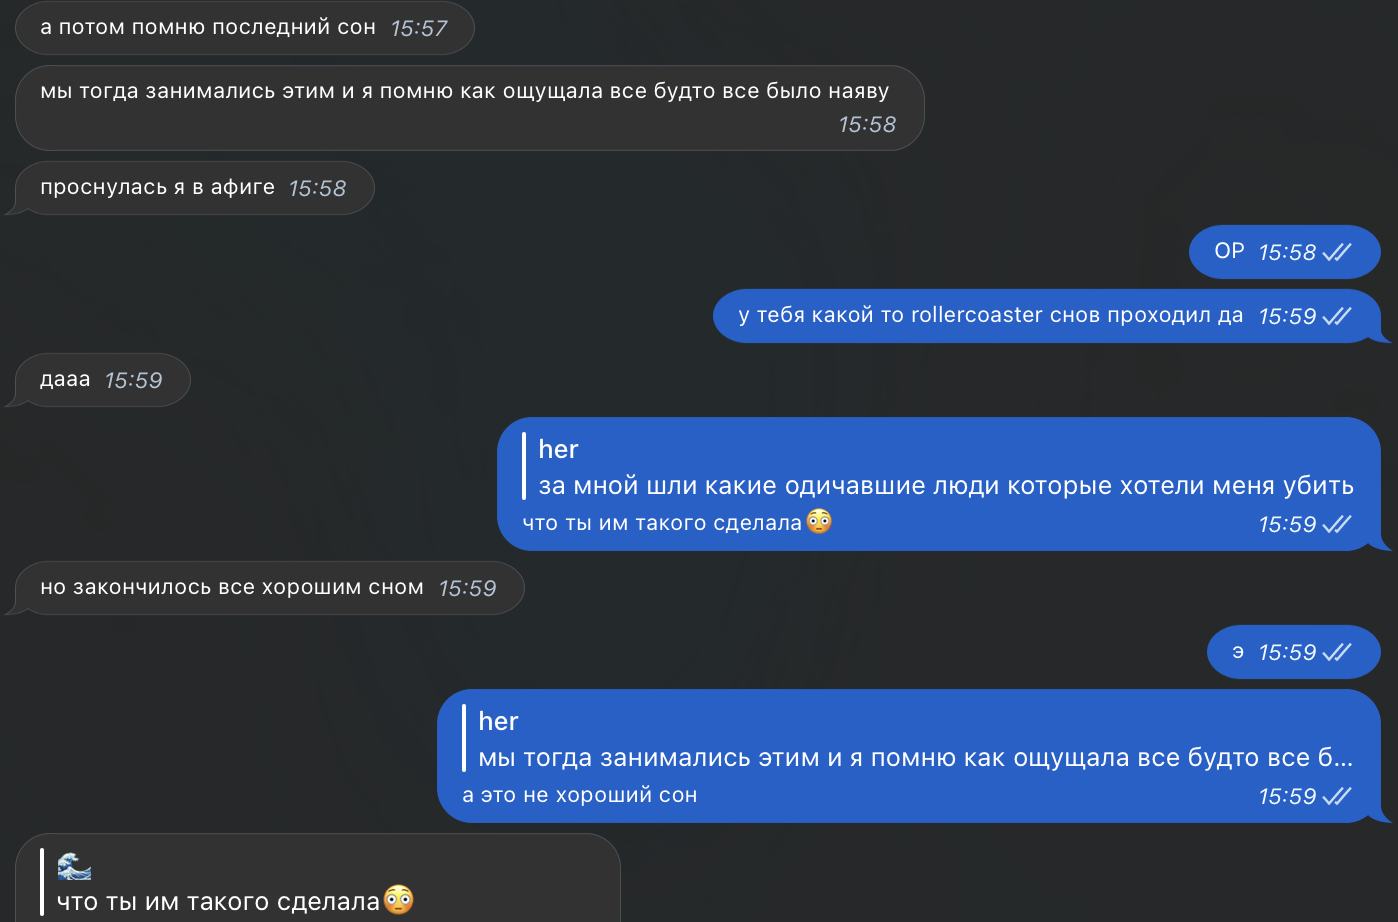 а потом помню последний сон 15:57
мы тогда занимались этим и я помню как ощущала все будто все было наяву
15:58
проснулась я в афиге 15:58
ОР 15:58
у тебя какой то rollercoaster снов проходил да 15:59
дааа 15:59
her
за мной шли какие одичавшие люди которые хотели меня убить
что ты им такого сделала😳 15:59
но закончилось все хорошим сном 15:59
э 15:59
her
мы тогда занимались этим и я помню как ощущала все будто все б...
а это не хороший сон 15:59
🌊
что ты им такого сделала😳